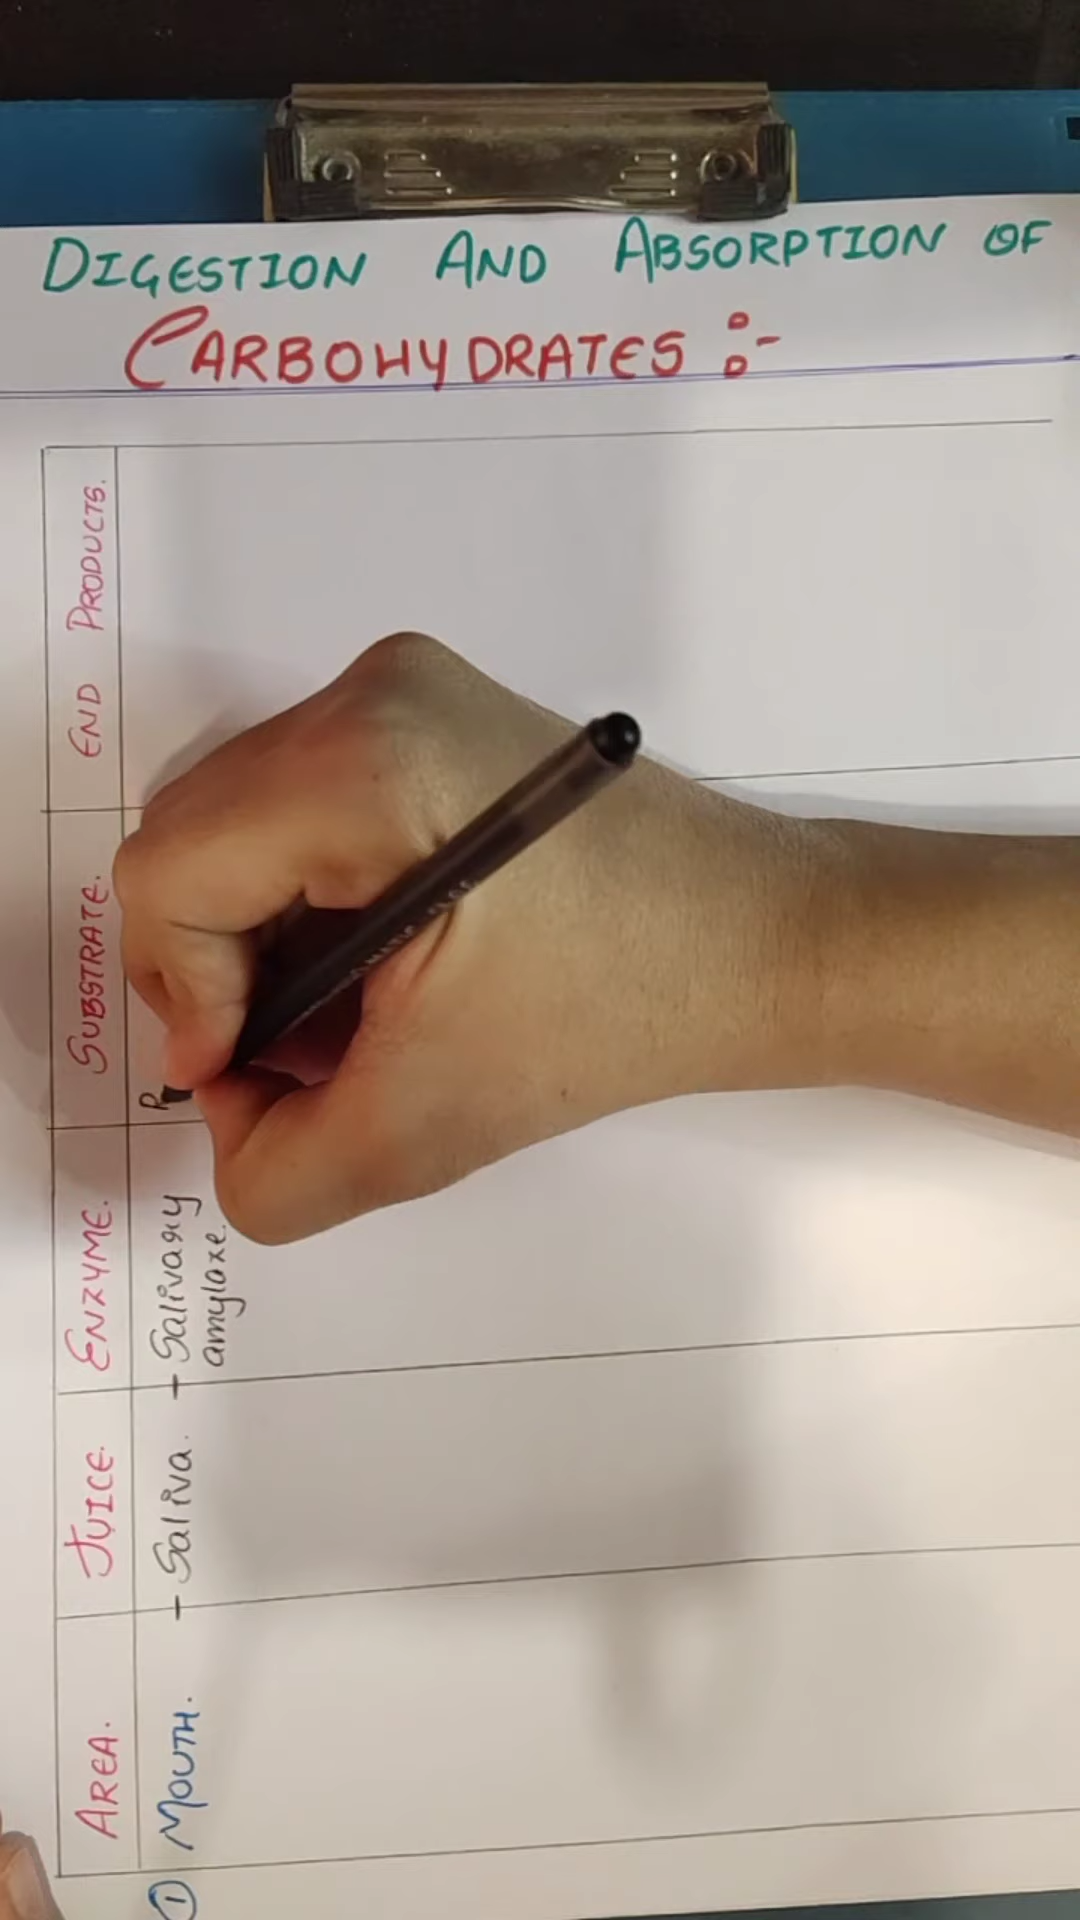 DIGESTION AND ABSORPTION OF
CARBOHYDRATES :-
AREA. JUICE. ENZYME. SUBSTRATE. END PRODUCTS.
① MOUTH. - Saliva. - Salivary
amylase.